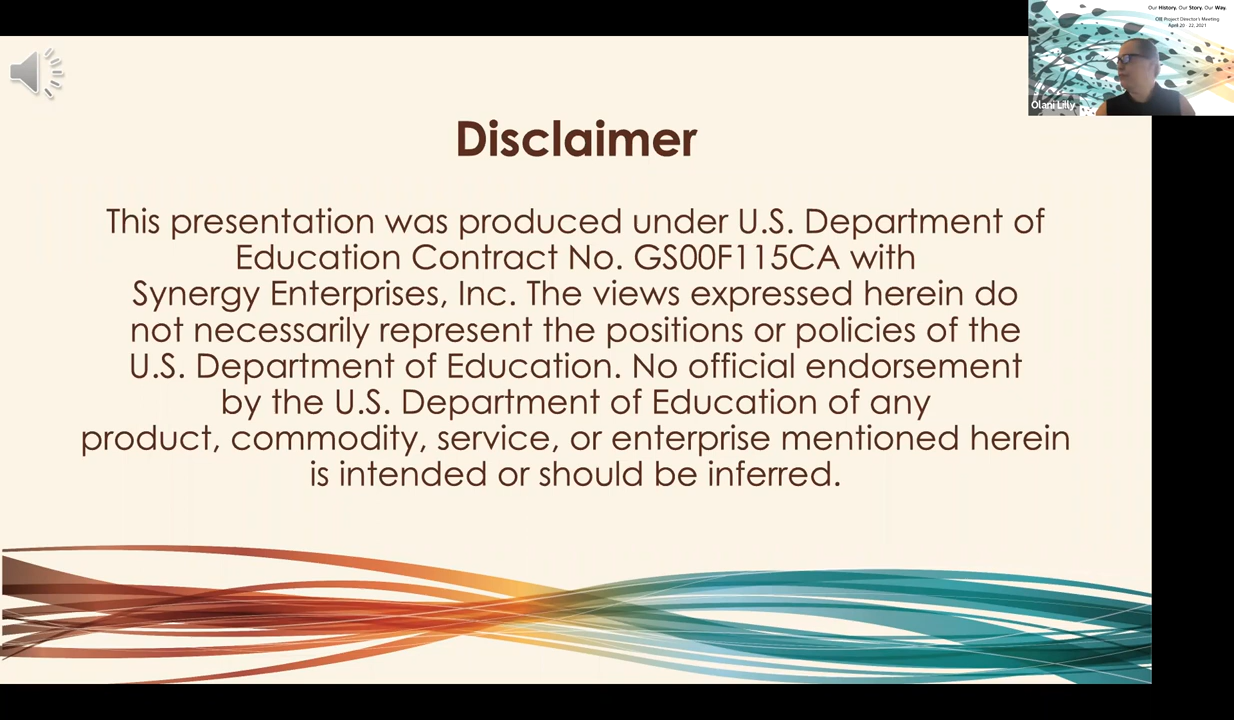 Our History. Our Story. Our Way.
OIE Project Director's Meeting
April 20 - 22, 2021
Olani Lilly
Disclaimer
This presentation was produced under U.S. Department of
Education Contract No. GS00F115CA with
Synergy Enterprises, Inc. The views expressed herein do
not necessarily represent the positions or policies of the
U.S. Department of Education. No official endorsement
by the U.S. Department of Education of any
product, commodity, service, or enterprise mentioned herein
is intended or should be inferred.